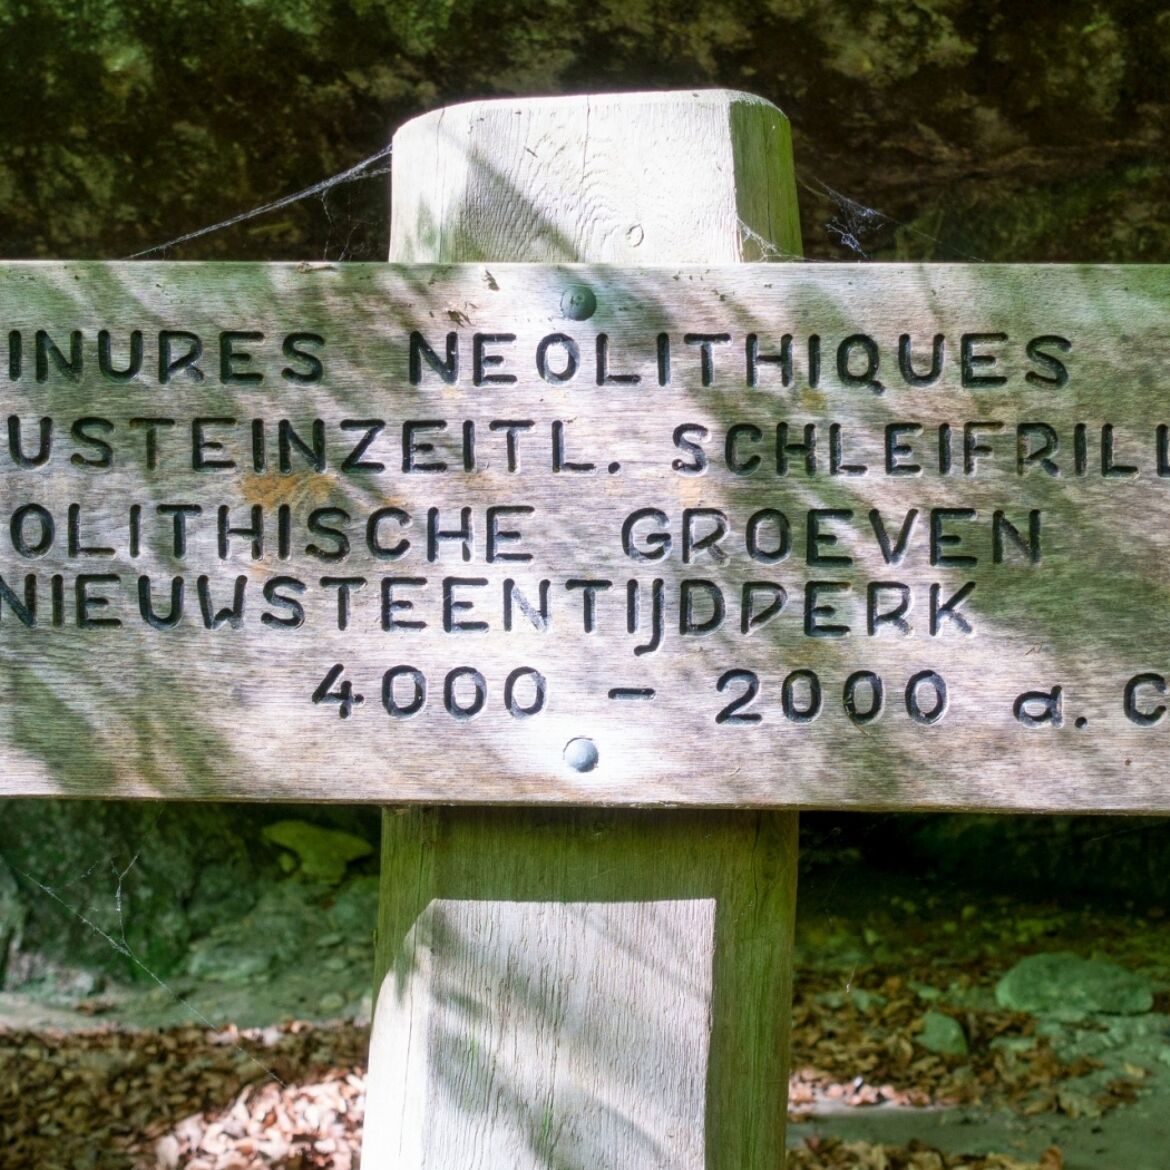 INURES NEOLITHIQUES
USTEINZEITL. SCHLEIFRILL
OLITHISCHE GROEVEN
NIEUWSTEENTIJDPERK
4000 - 2000 a. C